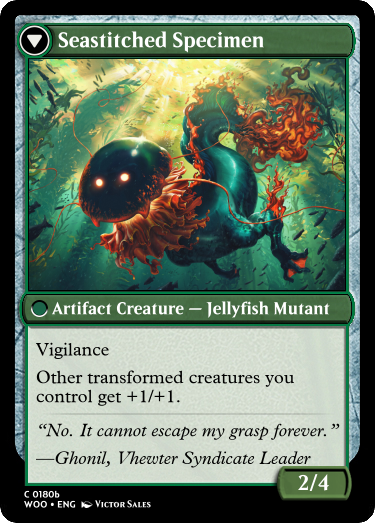 Seastitched Specimen
Artifact Creature — Jellyfish Mutant
Vigilance
Other transformed creatures you
control get +1/+1.
“No. It cannot escape my grasp forever.”
—Ghonil, Vhewter Syndicate Leader
2/4
C 0180b
WOO • ENG Victor Sales